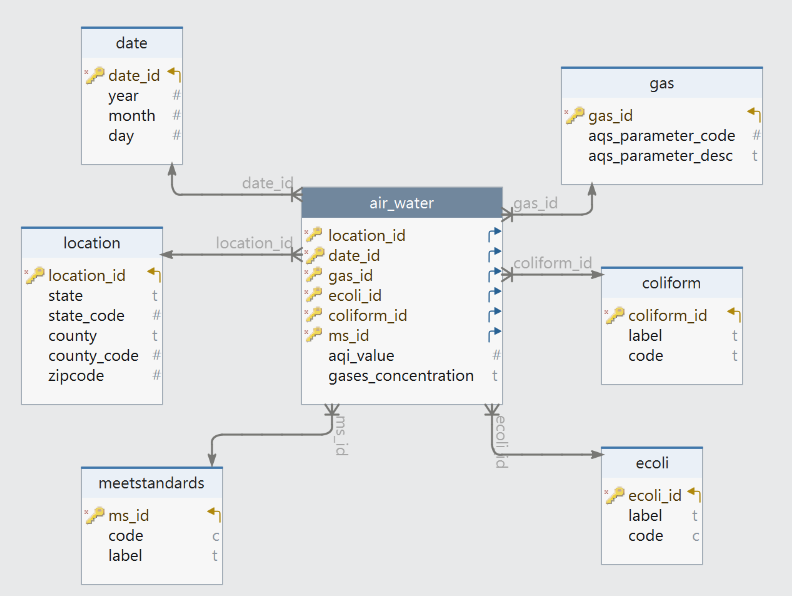 date
date_id
year #
month #
day #
gas
gas_id
aqs_parameter_code #
aqs_parameter_desc t
date_id
gas_id
air_water
location_id
date_id
gas_id
ecoli_id
coliform_id
ms_id
aqi_value #
gases_concentration t
location_id
location
location_id
state t
state_code #
county t
county_code #
zipcode #
coliform_id
coliform
coliform_id
label t
code t
ms_id
ecoli_id
meetstandards
ms_id
code c
label t
ecoli
ecoli_id
label t
code c